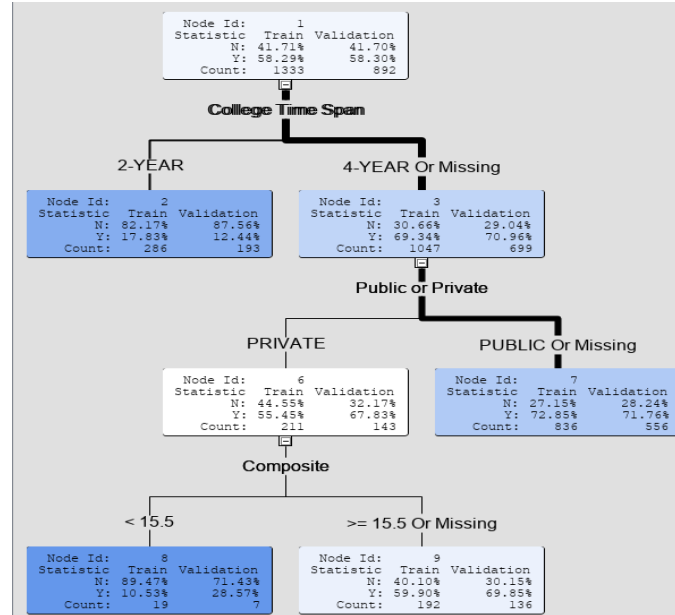 Node Id: 1
Statistic Train Validation
N: 41.71% 41.70%
Y: 58.29% 58.30%
Count: 1333 892
College Time Span
2-YEAR
4-YEAR Or Missing
Node Id: 2
Statistic Train Validation
N: 82.17% 87.56%
Y: 17.83% 12.44%
Count: 286 193
Node Id: 3
Statistic Train Validation
N: 30.66% 29.04%
Y: 69.34% 70.96%
Count: 1047 699
Public or Private
PRIVATE
PUBLIC Or Missing
Node Id: 6
Statistic Train Validation
N: 44.55% 32.17%
Y: 55.45% 67.83%
Count: 211 143
Node Id: 7
Statistic Train Validation
N: 27.15% 28.24%
Y: 72.85% 71.76%
Count: 836 556
Composite
< 15.5
>= 15.5 Or Missing
Node Id: 8
Statistic Train Validation
N: 89.47% 71.43%
Y: 10.53% 28.57%
Count: 19 7
Node Id: 9
Statistic Train Validation
N: 40.10% 30.15%
Y: 59.90% 69.85%
Count: 192 136